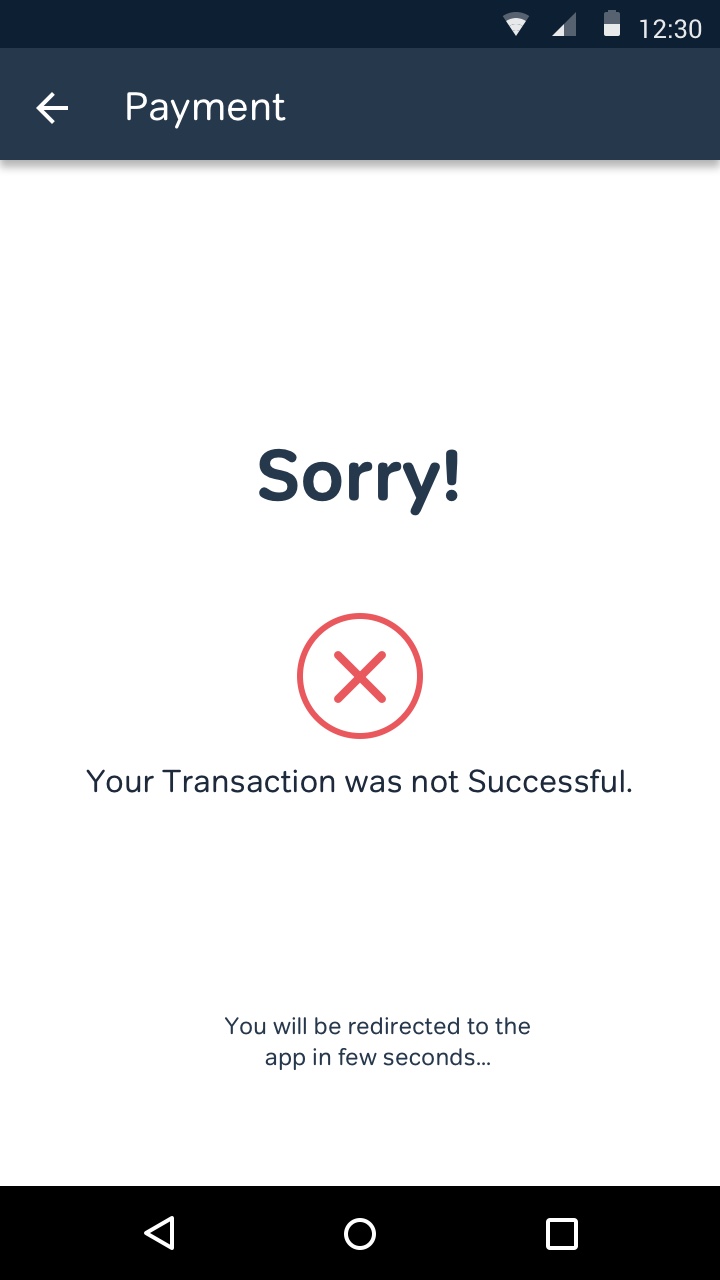 12:30
Payment
Sorry!
Your Transaction was not Successful.
You will be redirected to the
app in few seconds...